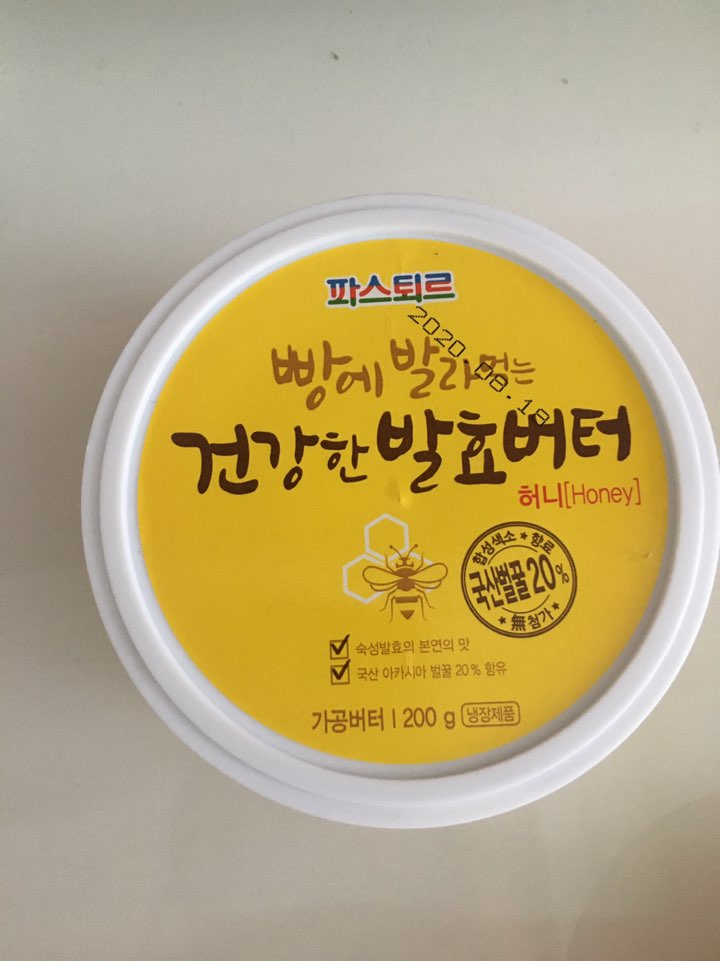 파스퇴르
2020.08.18
빵에 발라먹는
건강한 발효버터
허니[Honey]
합성색소★향료
국산벌꿀20%
★無첨가★
숙성발효의 본연의 맛
국산 아카시아 벌꿀 20% 함유
가공버터 | 200 g 냉장제품